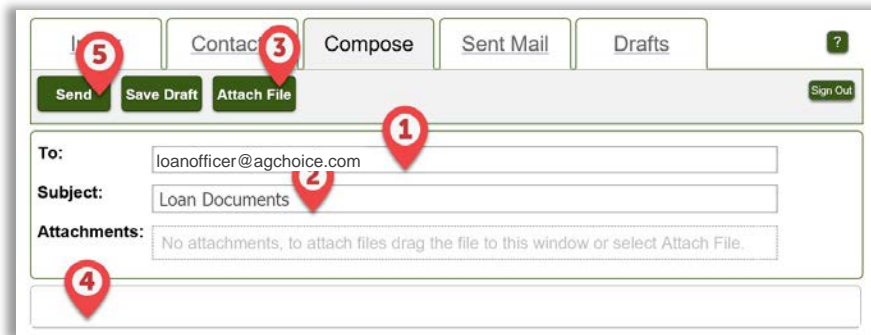 Compose Sent Mail Drafts ?
5 3
Send Save Draft Attach File Sign Out
1
To: loanofficer@agchoice.com
2
Subject: Loan Documents
Attachments: No attachments, to attach files drag the file to this window or select Attach File.
4